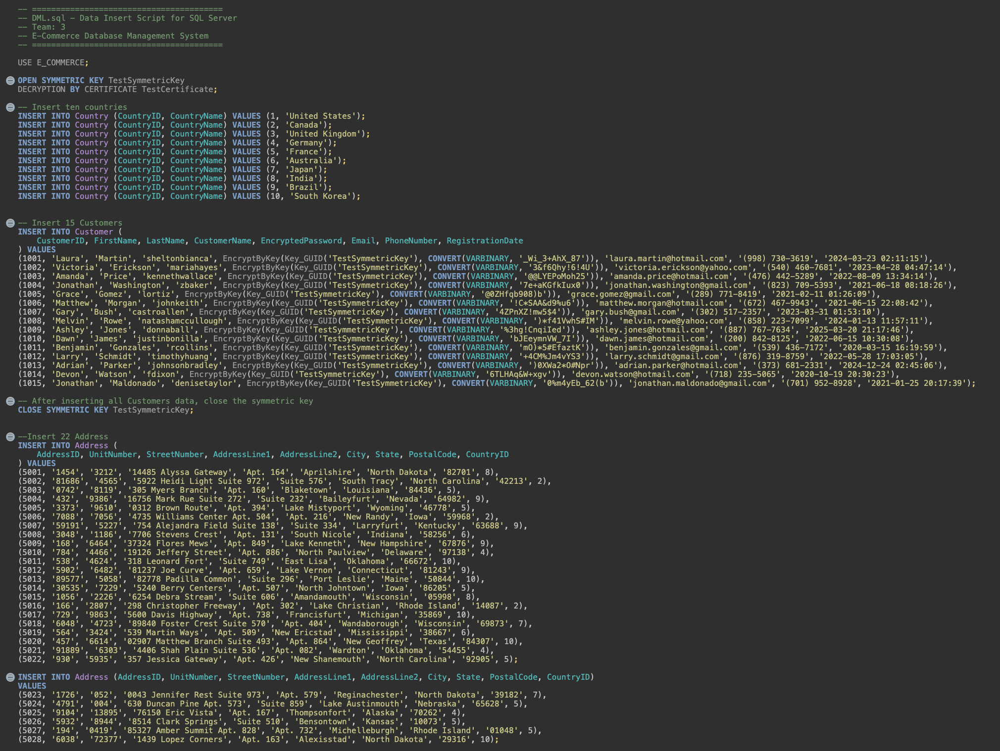 -- ========================================
-- DML.sql - Data Insert Script for SQL Server
-- Team: 3
-- E-Commerce Database Management System
-- ========================================
USE E_COMMERCE;
OPEN SYMMETRIC KEY TestSymmetricKey
DECRYPTION BY CERTIFICATE TestCertificate;
-- Insert ten countries
INSERT INTO Country (CountryID, CountryName) VALUES (1, 'United States');
INSERT INTO Country (CountryID, CountryName) VALUES (2, 'Canada');
INSERT INTO Country (CountryID, CountryName) VALUES (3, 'United Kingdom');
INSERT INTO Country (CountryID, CountryName) VALUES (4, 'Germany');
INSERT INTO Country (CountryID, CountryName) VALUES (5, 'France');
INSERT INTO Country (CountryID, CountryName) VALUES (6, 'Australia');
INSERT INTO Country (CountryID, CountryName) VALUES (7, 'Japan');
INSERT INTO Country (CountryID, CountryName) VALUES (8, 'India');
INSERT INTO Country (CountryID, CountryName) VALUES (9, 'Brazil');
INSERT INTO Country (CountryID, CountryName) VALUES (10, 'South Korea');
-- Insert 15 Customers
INSERT INTO Customer (
CustomerID, FirstName, LastName, CustomerName, EncryptedPassword, Email, PhoneNumber, RegistrationDate
) VALUES
(1001, 'Laura', 'Martin', 'sheltonbianca', EncryptByKey(Key_GUID('TestSymmetricKey'), CONVERT(VARBINARY, '_Wi_3+AhX_87')), 'laura.martin@hotmail.com', '(998) 730-3619', '2024-03-23 02:11:15'),
(1002, 'Victoria', 'Erickson', 'mariahayes', EncryptByKey(Key_GUID('TestSymmetricKey'), CONVERT(VARBINARY, '3&f6Qhy!6!4U')), 'victoria.erickson@yahoo.com', '(540) 460-7681', '2023-04-28 04:47:14'),
(1003, 'Amanda', 'Price', 'kennethwallace', EncryptByKey(Key_GUID('TestSymmetricKey'), CONVERT(VARBINARY, '@@LYEPoMoh25')), 'amanda.price@hotmail.com', '(476) 442-5289', '2022-08-09 13:34:14'),
(1004, 'Jonathan', 'Washington', 'zbaker', EncryptByKey(Key_GUID('TestSymmetricKey'), CONVERT(VARBINARY, '7e+aKGfkIux0')), 'jonathan.washington@gmail.com', '(823) 709-5393', '2021-06-18 08:18:26'),
(1005, 'Grace', 'Gomez', 'lortiz', EncryptByKey(Key_GUID('TestSymmetricKey'), CONVERT(VARBINARY, '@0ZHfqb908)b')), 'grace.gomez@gmail.com', '(289) 771-8419', '2021-02-11 01:26:09'),
(1006, 'Matthew', 'Morgan', 'johnkeith', EncryptByKey(Key_GUID('TestSymmetricKey'), CONVERT(VARBINARY, '!C*SAA&d9%u6')), 'matthew.morgan@hotmail.com', '(672) 467-9943', '2021-06-15 22:08:42'),
(1007, 'Gary', 'Bush', 'castroallen', EncryptByKey(Key_GUID('TestSymmetricKey'), CONVERT(VARBINARY, '4ZPnXZ!mw5$4')), 'gary.bush@gmail.com', '(302) 517-2357', '2023-03-31 01:53:10'),
(1008, 'Melvin', 'Rowe', 'natashamccullough', EncryptByKey(Key_GUID('TestSymmetricKey'), CONVERT(VARBINARY, ')*f41VwhS#IM')), 'melvin.rowe@yahoo.com', '(858) 223-7099', '2024-01-13 11:57:11'),
(1009, 'Ashley', 'Jones', 'donnaball', EncryptByKey(Key_GUID('TestSymmetricKey'), CONVERT(VARBINARY, '%3hg!CnqiIed')), 'ashley.jones@hotmail.com', '(887) 767-7634', '2025-03-20 21:17:46'),
(1010, 'Dawn', 'James', 'justinbonilla', EncryptByKey(Key_GUID('TestSymmetricKey'), CONVERT(VARBINARY, 'bJEeymnVW_7I')), 'dawn.james@hotmail.com', '(200) 842-8125', '2022-06-15 10:30:08'),
(1011, 'Benjamin', 'Gonzales', 'rcollins', EncryptByKey(Key_GUID('TestSymmetricKey'), CONVERT(VARBINARY, 'mO)*5#EfaztK')), 'benjamin.gonzales@gmail.com', '(539) 436-7172', '2020-03-15 16:19:59'),
(1012, 'Larry', 'Schmidt', 'timothyhuang', EncryptByKey(Key_GUID('TestSymmetricKey'), CONVERT(VARBINARY, '+4CM%Jm4vYS3')), 'larry.schmidt@gmail.com', '(876) 319-8759', '2022-05-28 17:03:05'),
(1013, 'Adrian', 'Parker', 'johnsonbradley', EncryptByKey(Key_GUID('TestSymmetricKey'), CONVERT(VARBINARY, ')0XWa2*O#Npr')), 'adrian.parker@hotmail.com', '(373) 681-2331', '2024-12-24 02:45:06'),
(1014, 'Devon', 'Watson', 'fdixon', EncryptByKey(Key_GUID('TestSymmetricKey'), CONVERT(VARBINARY, '6TLHAq&W+xgv')), 'devon.watson@hotmail.com', '(718) 235-5065', '2020-10-19 20:30:23'),
(1015, 'Jonathan', 'Maldonado', 'denisetaylor', EncryptByKey(Key_GUID('TestSymmetricKey'), CONVERT(VARBINARY, '0%m4yEb_62(b')), 'jonathan.maldonado@gmail.com', '(701) 952-8928', '2021-01-25 20:17:39');
-- After inserting all Customers data, close the symmetric key
CLOSE SYMMETRIC KEY TestSymmetricKey;
--Insert 22 Address
INSERT INTO Address (
AddressID, UnitNumber, StreetNumber, AddressLine1, AddressLine2, City, State, PostalCode, CountryID
) VALUES
(5001, '1454', '3212', '14485 Alyssa Gateway', 'Apt. 164', 'Aprilshire', 'North Dakota', '82701', 8),
(5002, '81686', '4565', '5922 Heidi Light Suite 972', 'Suite 576', 'South Tracy', 'North Carolina', '42213', 2),
(5003, '0742', '8119', '305 Myers Branch', 'Apt. 160', 'Blaketown', 'Louisiana', '84436', 5),
(5004, '432', '9386', '16756 Mark Rue Suite 272', 'Suite 232', 'Baileyfurt', 'Nevada', '64982', 9),
(5005, '3373', '9610', '0312 Brown Route', 'Apt. 394', 'Lake Mistyport', 'Wyoming', '46778', 5),
(5006, '7088', '7056', '4735 Williams Center Apt. 504', 'Apt. 216', 'New Randy', 'Iowa', '59968', 2),
(5007, '59191', '5227', '754 Alejandra Field Suite 138', 'Suite 334', 'Larryfurt', 'Kentucky', '63688', 9),
(5008, '3048', '1186', '7706 Stevens Crest', 'Apt. 131', 'South Nicole', 'Indiana', '58256', 6),
(5009, '168', '6464', '37324 Flores Mews', 'Apt. 849', 'Lake Kenneth', 'New Hampshire', '67876', 9),
(5010, '784', '4466', '19126 Jeffery Street', 'Apt. 886', 'North Paulview', 'Delaware', '97138', 4),
(5011, '538', '4624', '318 Leonard Fort', 'Suite 749', 'East Lisa', 'Oklahoma', '66672', 10),
(5012, '5902', '6482', '81237 Joe Curve', 'Apt. 659', 'Lake Vernon', 'Connecticut', '81243', 9),
(5013, '89577', '5058', '82778 Padilla Common', 'Suite 296', 'Port Leslie', 'Maine', '50844', 10),
(5014, '30535', '7229', '5240 Berry Centers', 'Apt. 507', 'North Johntown', 'Iowa', '86205', 5),
(5015, '1056', '2226', '6254 Debra Stream', 'Suite 606', 'Amandamouth', 'Wisconsin', '05998', 8),
(5016, '166', '2807', '298 Christopher Freeway', 'Apt. 302', 'Lake Christian', 'Rhode Island', '14087', 2),
(5017, '729', '9863', '5600 Davis Highway', 'Apt. 738', 'Francisfurt', 'Michigan', '35869', 10),
(5018, '6048', '4723', '89840 Foster Crest Suite 570', 'Apt. 404', 'Wandaborough', 'Wisconsin', '69873', 7),
(5019, '564', '3424', '539 Martin Ways', 'Apt. 509', 'New Ericstad', 'Mississippi', '38667', 6),
(5020, '457', '6614', '02907 Matthew Branch Suite 493', 'Apt. 864', 'New Geoffrey', 'Texas', '84307', 10),
(5021, '91889', '6303', '4406 Shah Plain Suite 536', 'Apt. 082', 'Wardton', 'Oklahoma', '54455', 4),
(5022, '930', '5935', '357 Jessica Gateway', 'Apt. 426', 'New Shanemouth', 'North Carolina', '92905', 5);
INSERT INTO Address (AddressID, UnitNumber, StreetNumber, AddressLine1, AddressLine2, City, State, PostalCode, CountryID)
VALUES
(5023, '1726', '052', '0043 Jennifer Rest Suite 973', 'Apt. 579', 'Reginachester', 'North Dakota', '39182', 7),
(5024, '4791', '004', '630 Duncan Pine Apt. 573', 'Suite 859', 'Lake Austinmouth', 'Nebraska', '65628', 5),
(5025, '9104', '13895', '76150 Eric Vista', 'Apt. 167', 'Thompsonfort', 'Alaska', '70262', 4),
(5026, '5932', '8944', '8514 Clark Springs', 'Suite 510', 'Bensontown', 'Kansas', '10073', 5),
(5027, '194', '0419', '85327 Amber Summit Apt. 828', 'Apt. 732', 'Michelleburgh', 'Rhode Island', '01048', 5),
(5028, '6038', '72377', '1439 Lopez Corners', 'Apt. 163', 'Alexisstad', 'North Dakota', '29316', 10);